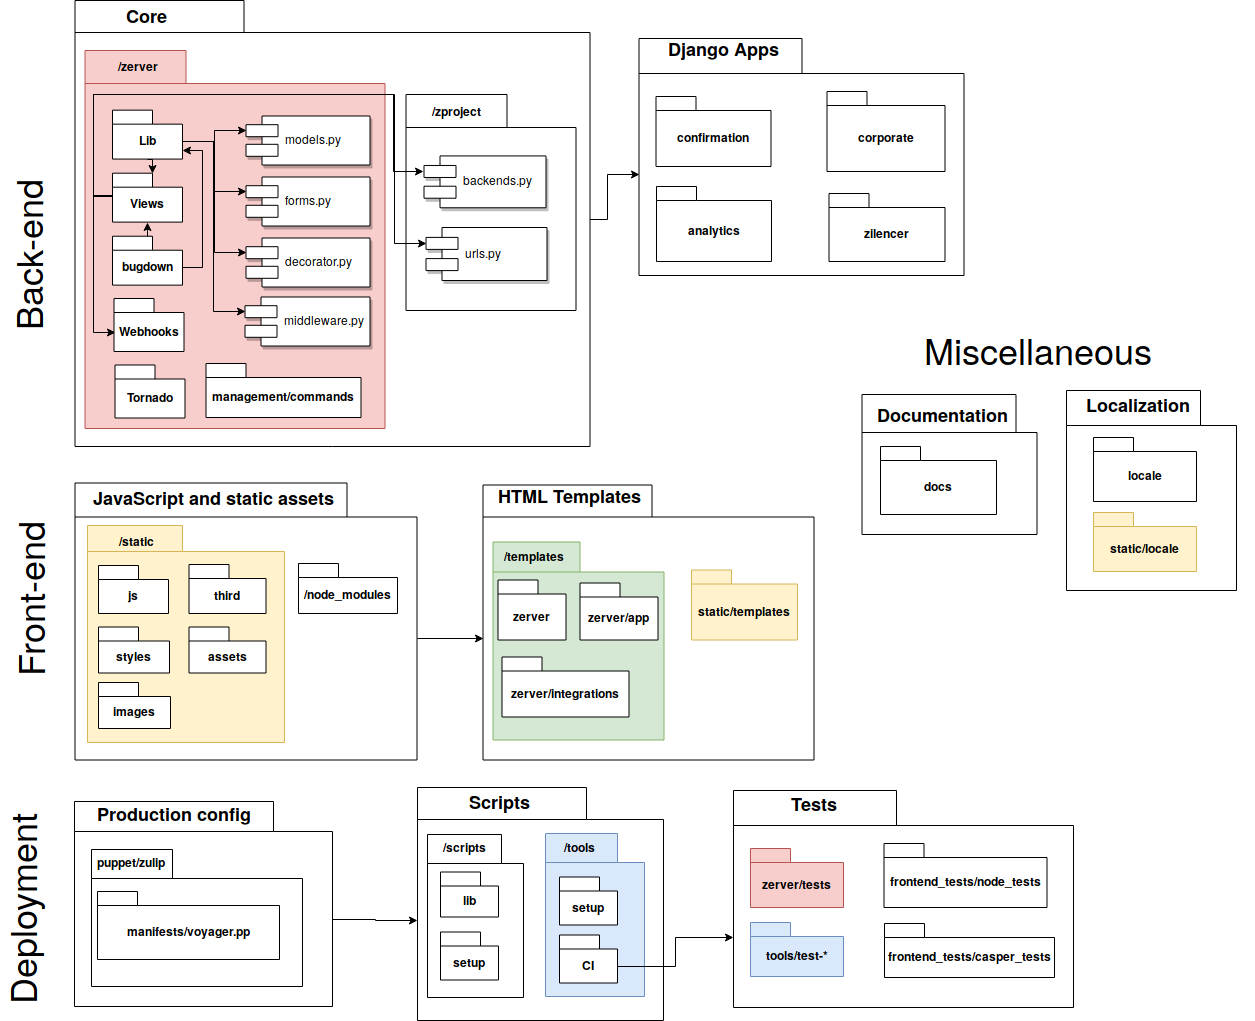 Back-end
Core
/zerver
Lib
Views
bugdown
Webhooks
Tornado
management/commands
models.py
forms.py
decorator.py
middleware.py
/zproject
backends.py
urls.py
Django Apps
confirmation
corporate
analytics
zilencer
Miscellaneous
Documentation
docs
Localization
locale
static/locale
Front-end
JavaScript and static assets
/static
js
third
styles
assets
images
/node_modules
HTML Templates
/templates
zerver
zerver/app
zerver/integrations
static/templates
Deployment
Production config
puppet/zulip
manifests/voyager.pp
Scripts
/scripts
lib
setup
/tools
setup
CI
Tests
zerver/tests
frontend_tests/node_tests
tools/test-*
frontend_tests/casper_tests